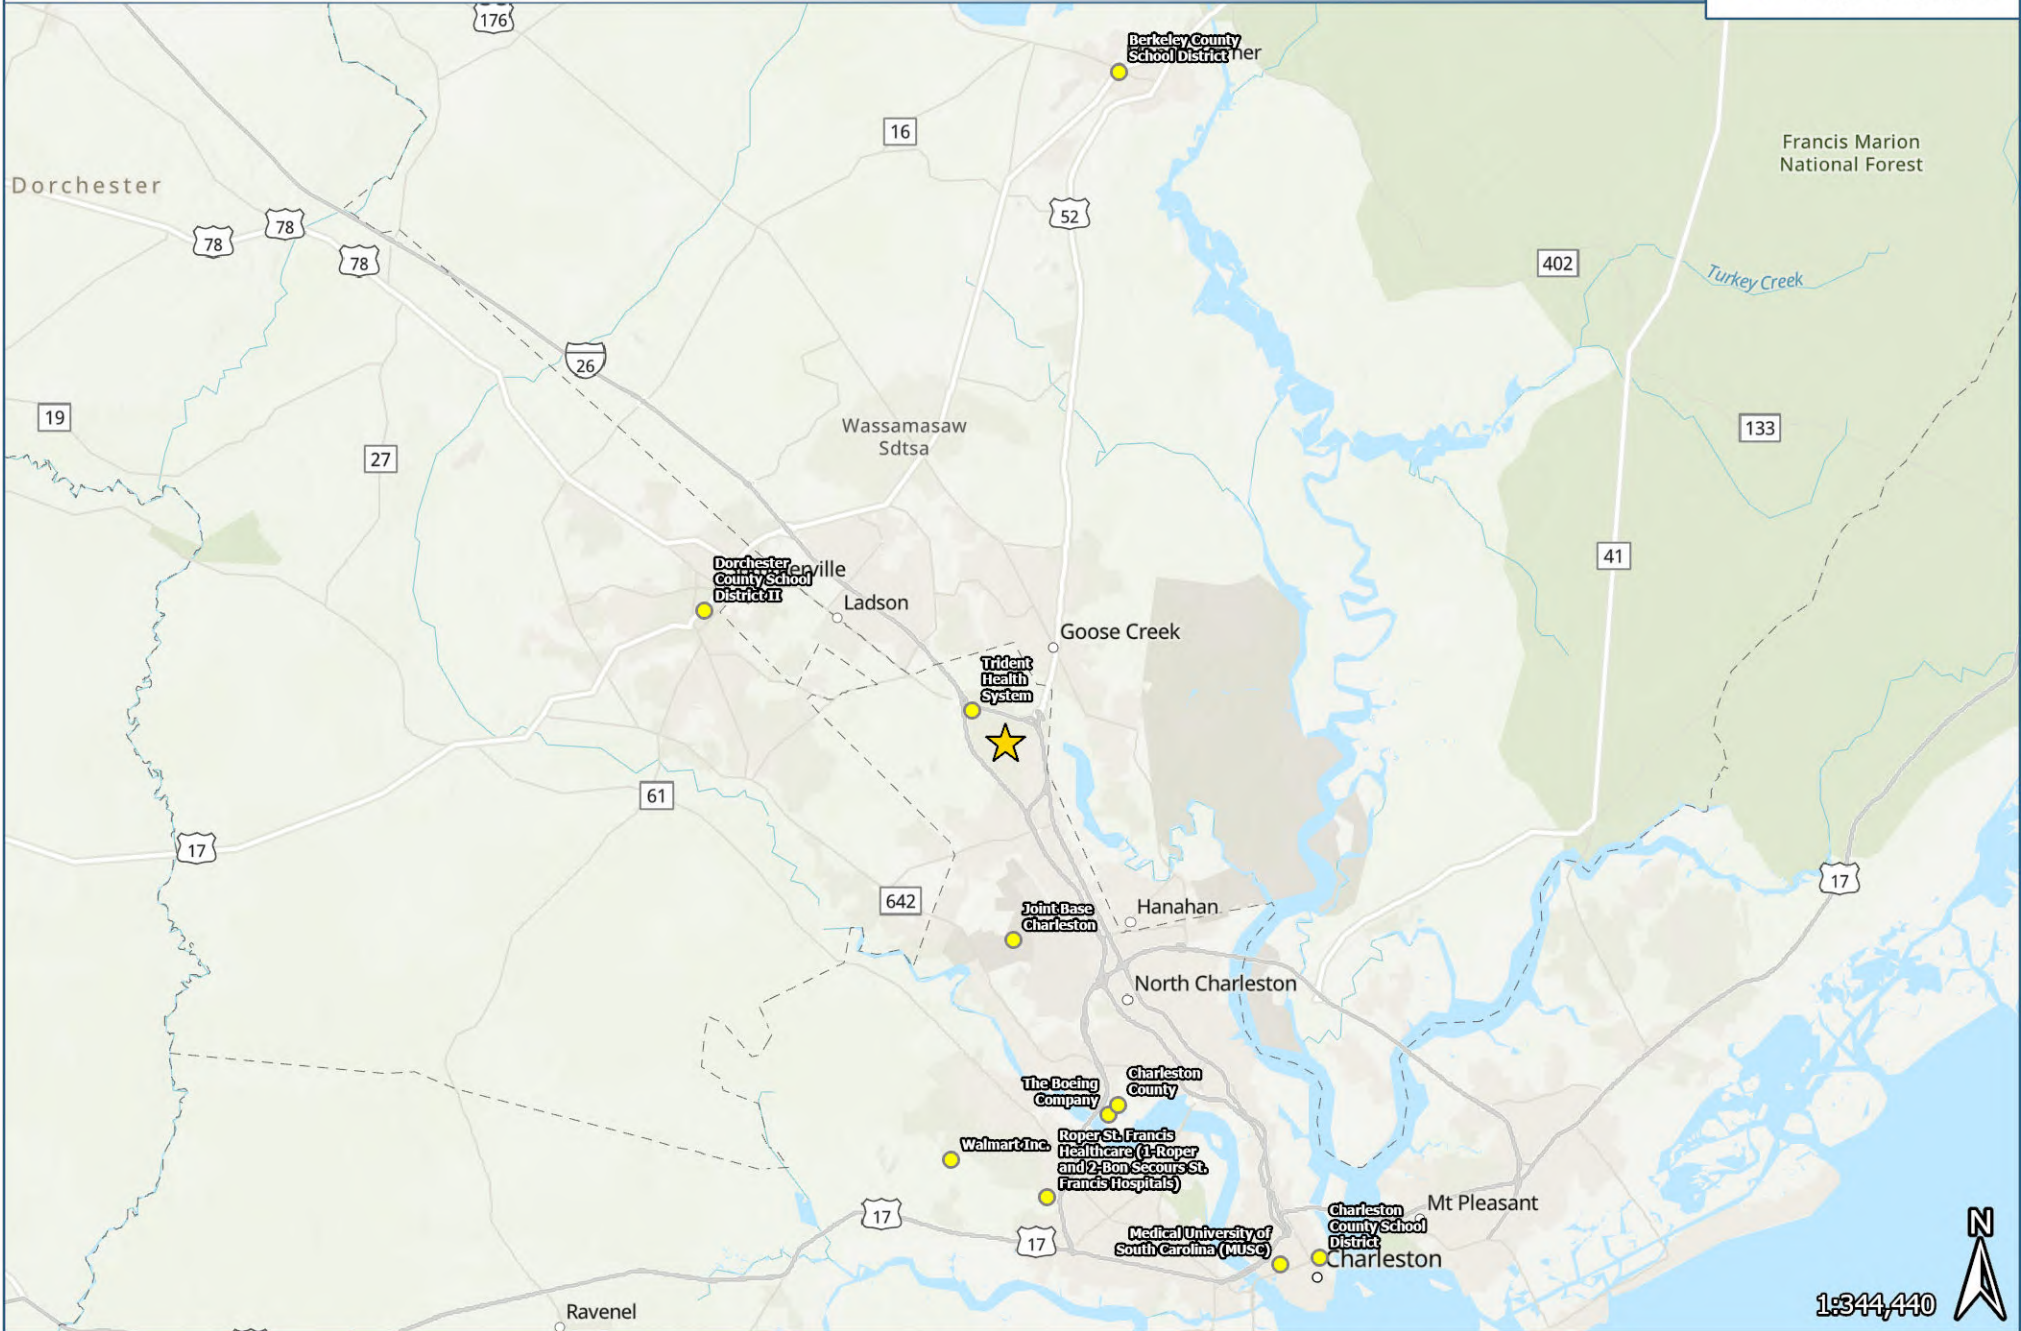 176
Berkeley County
School District
ner
16
Francis Marion
National Forest
Dorchester
52
78
78
78
402
Turkey Creek
26
19
Wassamasaw
Sdtsa
133
27
41
Dorchester
County School
District II
erville
Ladson
Goose Creek
Trident
Health
System
61
17
17
642
Joint Base
Charleston
Hanahan
North Charleston
The Boeing
Company
Charleston
County
Walmart Inc.
Roper St. Francis
Healthcare (1-Roper
and 2-Bon Secours St.
Francis Hospitals)
17
17
Medical University of
South Carolina (MUSC)
Charleston
County School
District
Mt Pleasant
Charleston
N
1:344,440
Ravenel